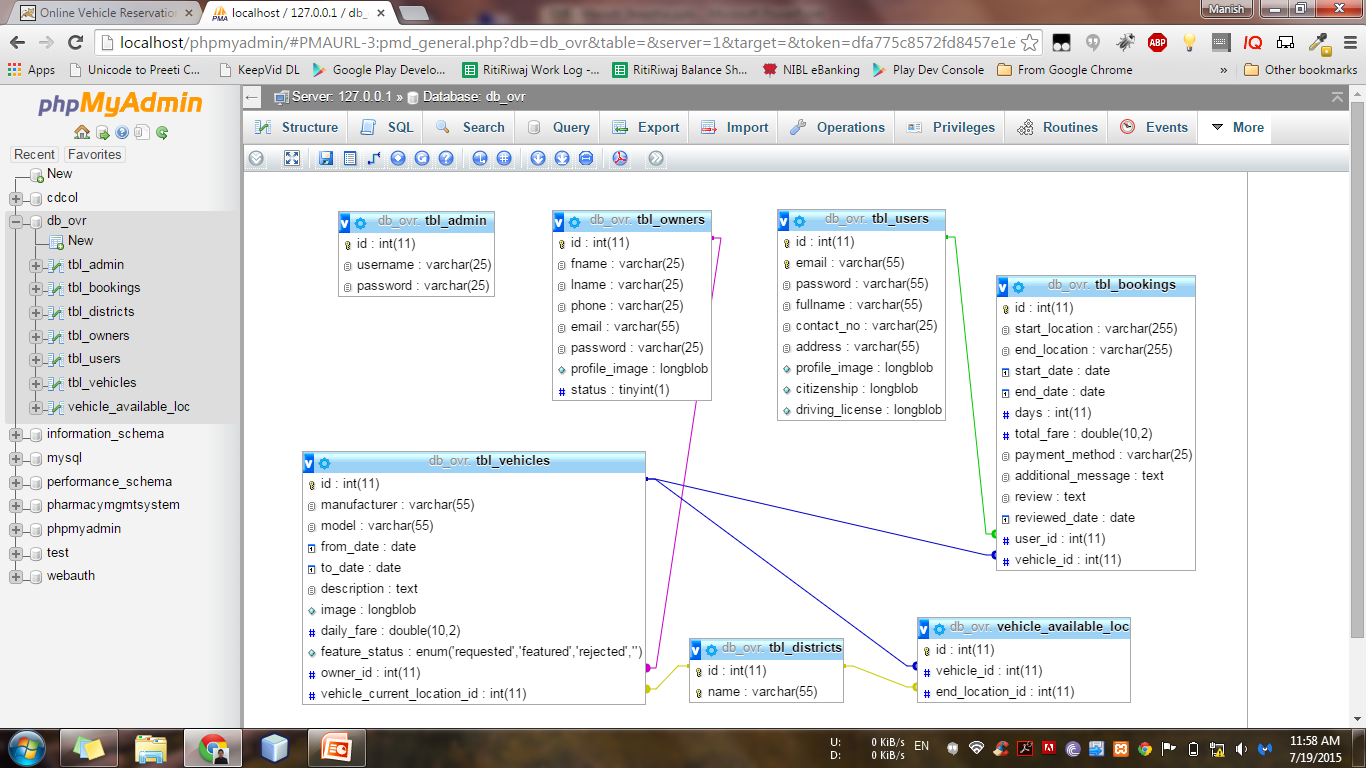 Online Vehicle Reservation
localhost / 127.0.0.1 / db_
Manish
localhost/phpmyadmin/#PMAURL-3:pmd_general.php?db=db_ovr&table=&server=1&target=&token=dfa775c8572fd8457e1e
Apps Unicode to Preeti C... KeepVid DL Google Play Develo... RitiRiwaj Work Log -... RitiRiwaj Balance Sh... NIBL eBanking Play Dev Console From Google Chrome » Other bookmarks
phpMyAdmin
Recent Favorites
New
cdcol
db_ovr
New
tbl_admin
tbl_bookings
tbl_districts
tbl_owners
tbl_users
tbl_vehicles
vehicle_available_loc
information_schema
mysql
performance_schema
pharmacymgmtsystem
phpmyadmin
test
webauth
Server: 127.0.0.1 » Database: db_ovr
Structure SQL Search Query Export Import Operations Privileges Routines Events More
db_ovr. tbl_admin
id : int(11)
username : varchar(25)
password : varchar(25)
db_ovr. tbl_owners
id : int(11)
fname : varchar(25)
lname : varchar(25)
phone : varchar(25)
email : varchar(55)
password : varchar(25)
profile_image : longblob
status : tinyint(1)
db_ovr. tbl_users
id : int(11)
email : varchar(55)
password : varchar(55)
fullname : varchar(55)
contact_no : varchar(25)
address : varchar(55)
profile_image : longblob
citizenship : longblob
driving_license : longblob
db_ovr. tbl_bookings
id : int(11)
start_location : varchar(255)
end_location : varchar(255)
start_date : date
end_date : date
days : int(11)
total_fare : double(10,2)
payment_method : varchar(25)
additional_message : text
review : text
reviewed_date : date
user_id : int(11)
vehicle_id : int(11)
db_ovr. tbl_vehicles
id : int(11)
manufacturer : varchar(55)
model : varchar(55)
from_date : date
to_date : date
description : text
image : longblob
daily_fare : double(10,2)
feature_status : enum('requested','featured','rejected','')
owner_id : int(11)
vehicle_current_location_id : int(11)
db_ovr. tbl_districts
id : int(11)
name : varchar(55)
db_ovr. vehicle_available_loc
id : int(11)
vehicle_id : int(11)
end_location_id : int(11)
U: 0 KiB/s
D: 0 KiB/s
EN
11:58 AM
7/19/2015